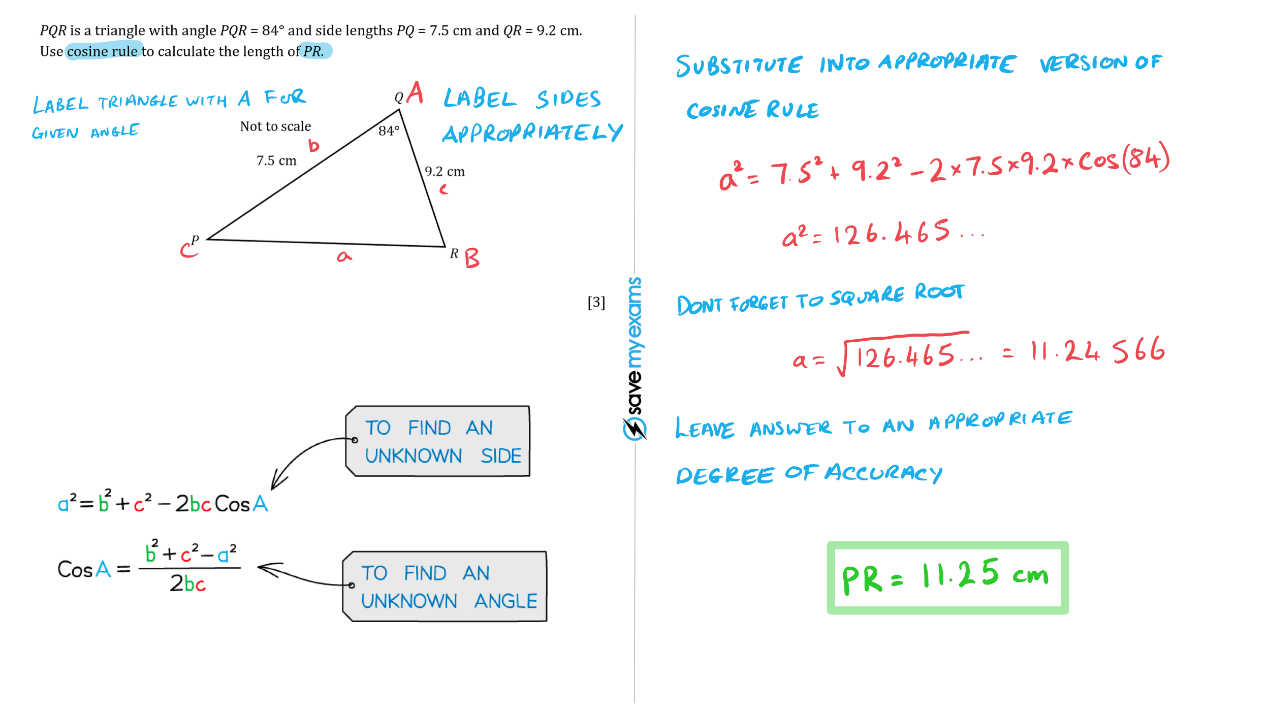 PQR is a triangle with angle PQR = 84° and side lengths PQ = 7.5 cm and QR = 9.2 cm.
Use cosine rule to calculate the length of PR.
LABEL TRIANGLE WITH A FOR
GIVEN ANGLE
Q A
LABEL SIDES
APPROPRIATELY
Not to scale
84°
b
7.5 cm
9.2 cm
c
C P
a
R B
[3]
TO FIND AN
UNKNOWN SIDE
a² = b² + c² − 2bc Cos A
Cos A = b² + c² − a²
2bc
TO FIND AN
UNKNOWN ANGLE
save my exams
SUBSTITUTE INTO APPROPRIATE VERSION OF
COSINE RULE
a² = 7.5² + 9.2² − 2 × 7.5 × 9.2 × cos(84)
a² = 126.465...
DONT FORGET TO SQUARE ROOT
a = √126.465... = 11.24 566
LEAVE ANSWER TO AN APPROPRIATE
DEGREE OF ACCURACY
PR = 11.25 cm